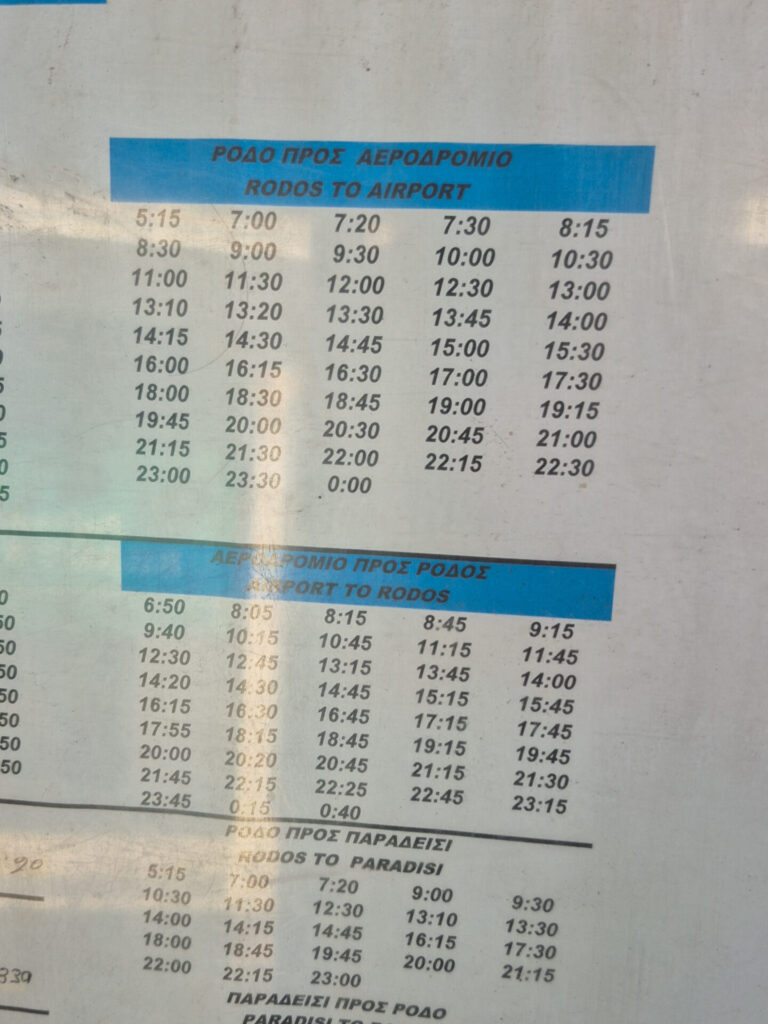 ΡΟΔΟ ΠΡΟΣ ΑΕΡΟΔΡΟΜΙΟ
RODOS TO AIRPORT
5:15 7:00 7:20 7:30 8:15
8:30 9:00 9:30 10:00 10:30
11:00 11:30 12:00 12:30 13:00
13:10 13:20 13:30 13:45 14:00
14:15 14:30 14:45 15:00 15:30
16:00 16:15 16:30 17:00 17:30
18:00 18:30 18:45 19:00 19:15
19:45 20:00 20:30 20:45 21:00
21:15 21:30 22:00 22:15 22:30
23:00 23:30 0:00
ΑΕΡΟΔΡΟΜΙΟ ΠΡΟΣ ΡΟΔΟΣ
AIRPORT TO RODOS
6:50 8:05 8:15 8:45 9:15
9:40 10:15 10:45 11:15 11:45
12:30 12:45 13:15 13:45 14:00
14:20 14:30 14:45 15:15 15:45
16:15 16:30 16:45 17:15 17:45
17:55 18:15 18:45 19:15 19:45
20:00 20:20 20:45 21:15 21:30
21:45 22:15 22:25 22:45 23:15
23:45 0:15 0:40
ΡΟΔΟ ΠΡΟΣ ΠΑΡΑΔΕΙΣΙ
RODOS TO PARADISI
5:15 7:00 7:20 9:00 9:30
10:30 11:30 12:30 13:10 13:30
14:00 14:15 14:45 16:15 17:30
18:00 18:45 19:45 20:00 21:15
22:00 22:15 23:00
ΠΑΡΑΔΕΙΣΙ ΠΡΟΣ ΡΟΔΟ
PARADISI TO